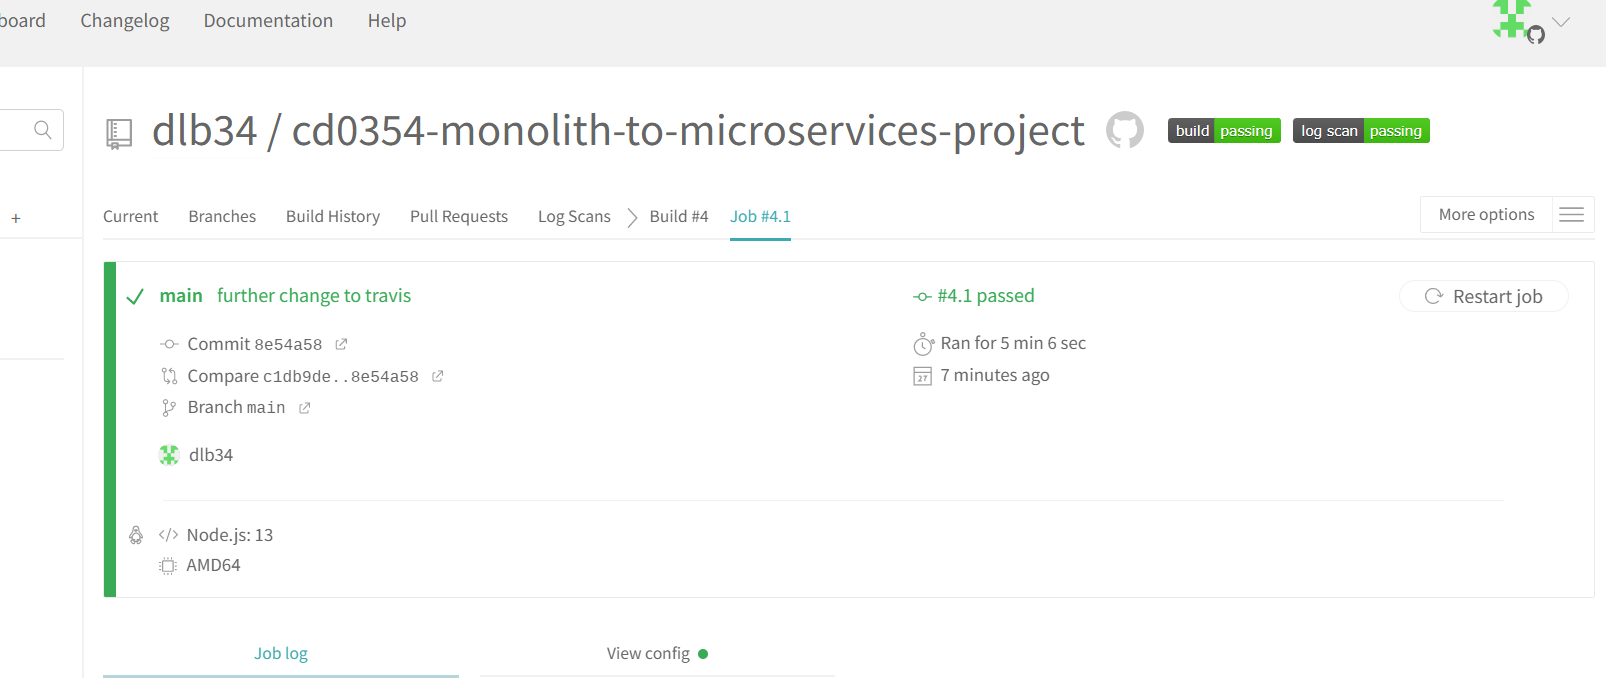 board Changelog Documentation Help
dlb34 / cd0354-monolith-to-microservices-project build passing log scan passing
+ Current Branches Build History Pull Requests Log Scans Build #4 Job #4.1 More options
main further change to travis #4.1 passed Restart job
Commit 8e54a58 Ran for 5 min 6 sec
Compare c1db9de..8e54a58 27 7 minutes ago
Branch main
dlb34
</> Node.js: 13
AMD64
Job log View config